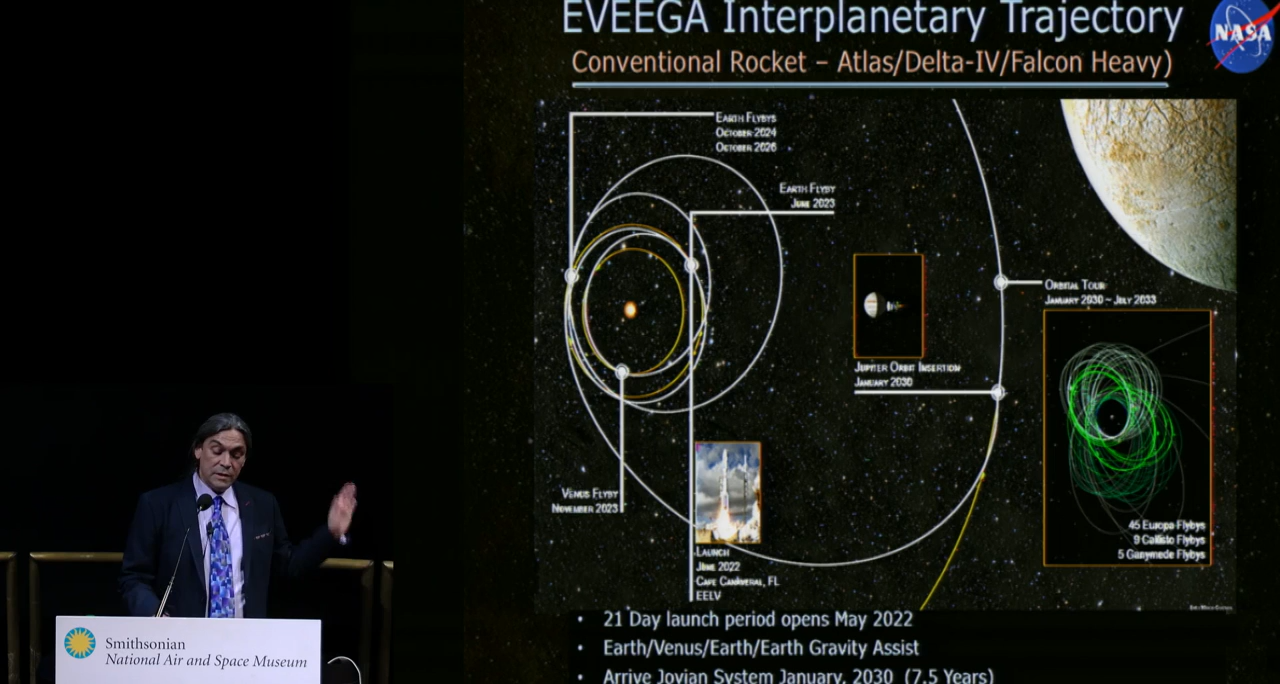 EVEEGA Interplanetary Trajectory
NASA
Conventional Rocket – Atlas/Delta-IV/Falcon Heavy)
Earth Flybys
October 2024
October 2026
Earth Flyby
June 2023
Orbital Tour
January 2030 ~ July 2033
Jupiter Orbit Insertion
January 2030
Venus Flyby
November 2023
Launch
June 2022
Cape Canaveral, FL
EELV
45 Europa Flybys
9 Callisto Flybys
5 Ganymede Flybys
• 21 Day launch period opens May 2022
• Earth/Venus/Earth/Earth Gravity Assist
• Arrive Jovian System January, 2030 (7.5 Years)
Smithsonian
National Air and Space Museum